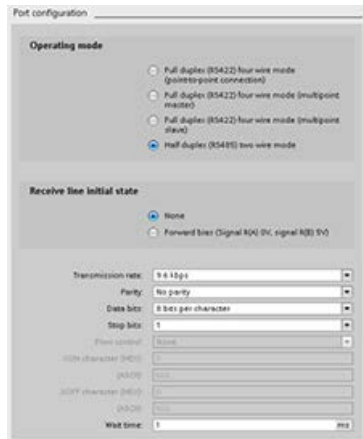 Port configuration
Operating mode
Full duplex (RS422) four wire mode
(point-to-point connection)
Full duplex (RS422) four wire mode (multipoint
master)
Full duplex (RS422) four wire mode (multipoint
slave)
Half duplex (RS485) two wire mode
Receive line initial state
None
Forward bias (Signal R(A) 0V, signal R(B) 5V)
Transmission rate: 9.6 kbps
Parity: No parity
Data bits: 8 bits per character
Stop bits: 1
Flow control: None
XON character (HEX):
(ASCII):
XOFF character (HEX):
(ASCII):
Wait time: 1 ms